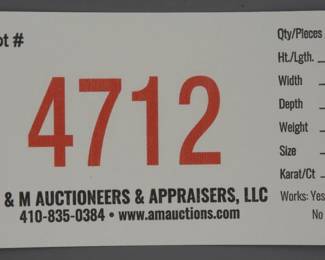 ot #
4712
& M AUCTIONEERS & APPRAISERS, LLC
410-835-0384 • www.amauctions.com
Qty/Pieces
Ht./Lgth.
Width
Depth
Weight
Size
Karat/Ct
Works: Yes
No